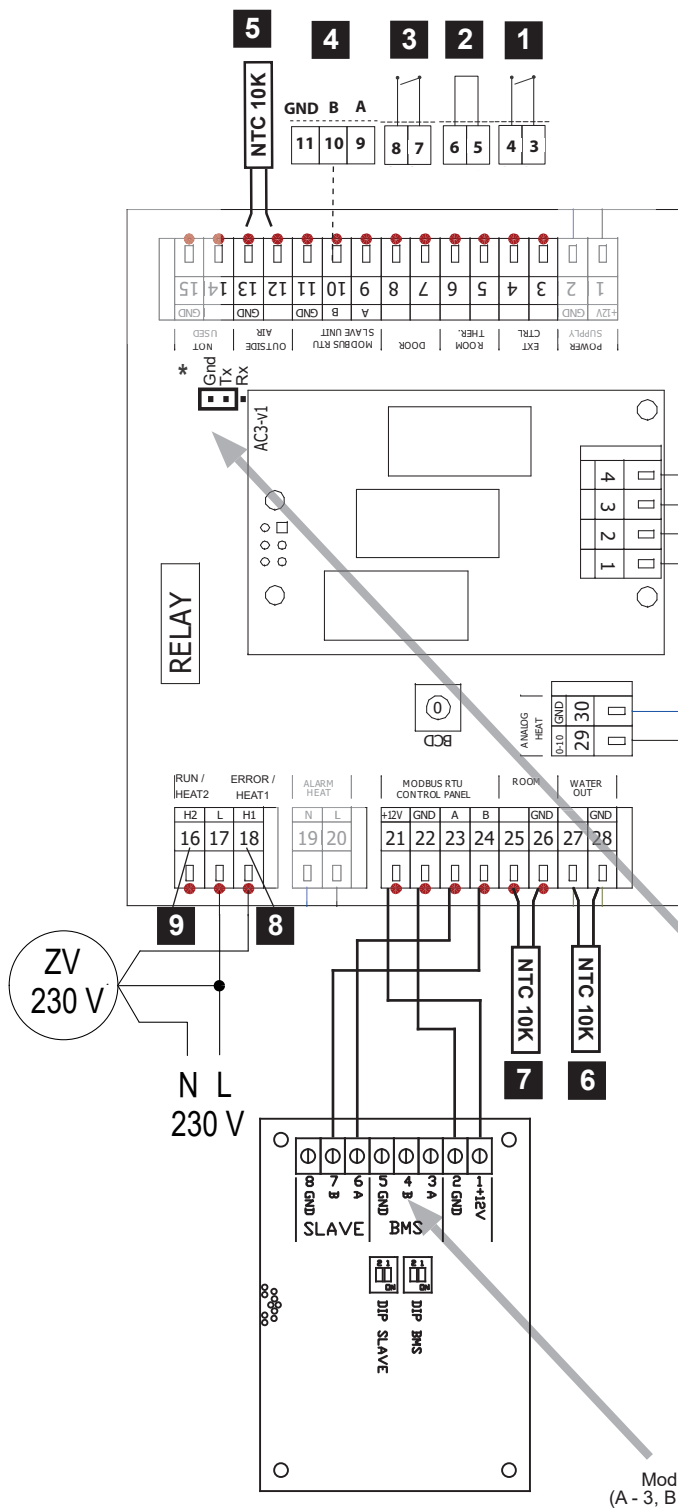 5 4 3 2 1
NTC 10K
GND B A
11 10 9 8 7 6 5 4 3
15 14 13 12 11 10 9 8 7 6 5 4 3 2 1
GND GND GND B A GND +12V
NOT USED
OUTSIDE AIR
MODBUS RTU SLAVE UNIT
DOOR
ROOM THER.
EXT CTRL
POWER SUPPLY
*
Gnd
Tx
Rx
AC3-v1
4
3
2
1
RELAY
0
BCD
ANALOG HEAT
0-10 GND
29 30
RUN / HEAT2
ERROR / HEAT1
ALARM HEAT
MODBUS RTU CONTROL PANEL
ROOM
WATER OUT
H2 L H1 N L +12V GND A B GND GND
16 17 18 19 20 21 22 23 24 25 26 27 28
9 8
ZV
230 V
NTC 10K
NTC 10K
7 6
N L
230 V
8 GND
7 B
6 A
5 GND
4 B
3 A
2 GND
1 +12V
SLAVE BMS
2 1
ON
2 1
ON
DIP SLAVE
DIP BMS
Mod
(A - 3, B